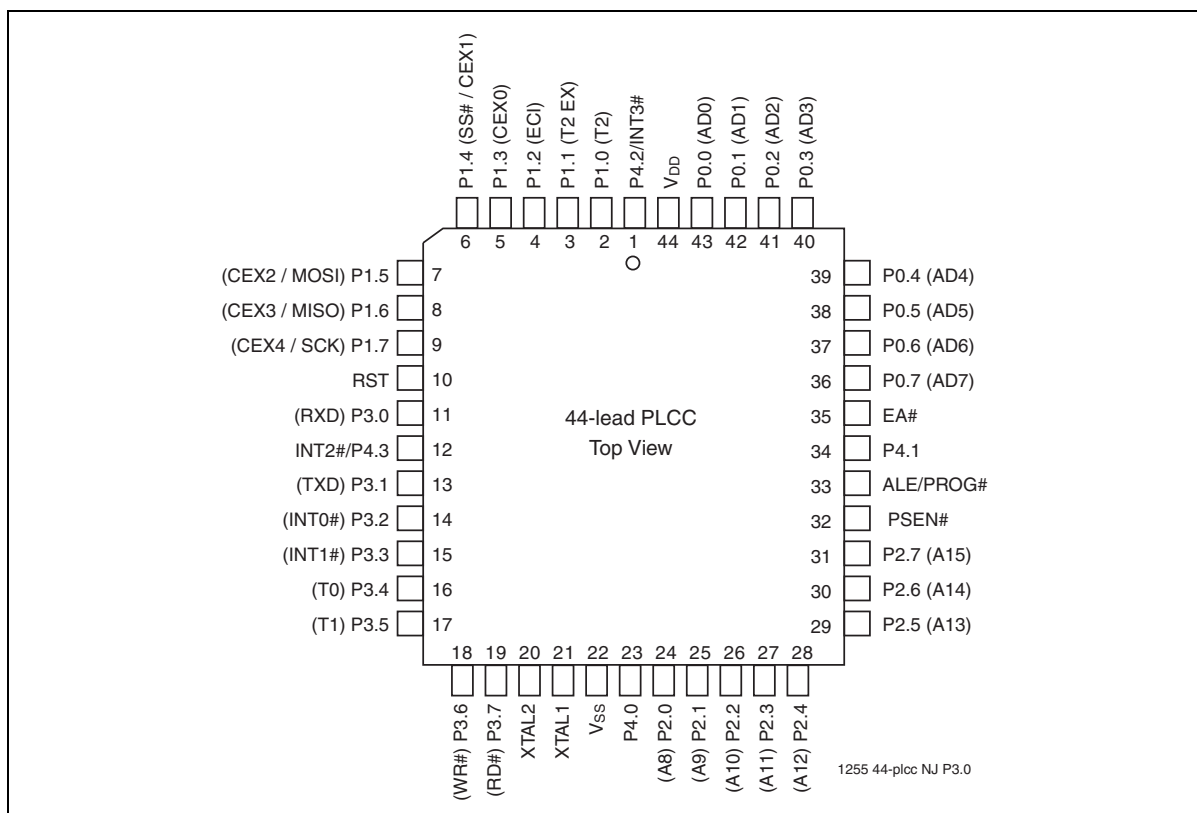 P1.4 (SS# / CEX1)
P1.3 (CEX0)
P1.2 (ECI)
P1.1 (T2 EX)
P1.0 (T2)
P4.2/INT3#
VDD
P0.0 (AD0)
P0.1 (AD1)
P0.2 (AD2)
P0.3 (AD3)
6 5 4 3 2 1 44 43 42 41 40
(CEX2 / MOSI) P1.5 7
39 P0.4 (AD4)
(CEX3 / MISO) P1.6 8
38 P0.5 (AD5)
(CEX4 / SCK) P1.7 9
37 P0.6 (AD6)
RST 10
36 P0.7 (AD7)
(RXD) P3.0 11
35 EA#
INT2#/P4.3 12
34 P4.1
(TXD) P3.1 13
33 ALE/PROG#
(INT0#) P3.2 14
32 PSEN#
(INT1#) P3.3 15
31 P2.7 (A15)
(T0) P3.4 16
30 P2.6 (A14)
(T1) P3.5 17
29 P2.5 (A13)
44-lead PLCC
Top View
18 19 20 21 22 23 24 25 26 27 28
(WR#) P3.6
(RD#) P3.7
XTAL2
XTAL1
VSS
P4.0
(A8) P2.0
(A9) P2.1
(A10) P2.2
(A11) P2.3
(A12) P2.4
1255 44-plcc NJ P3.0